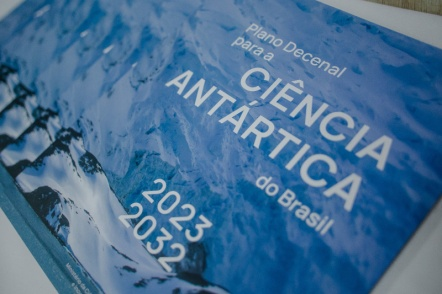 Plano Decenal
para a
CIÊNCIA
ANTÁRTICA
do Brasil
2023
2032